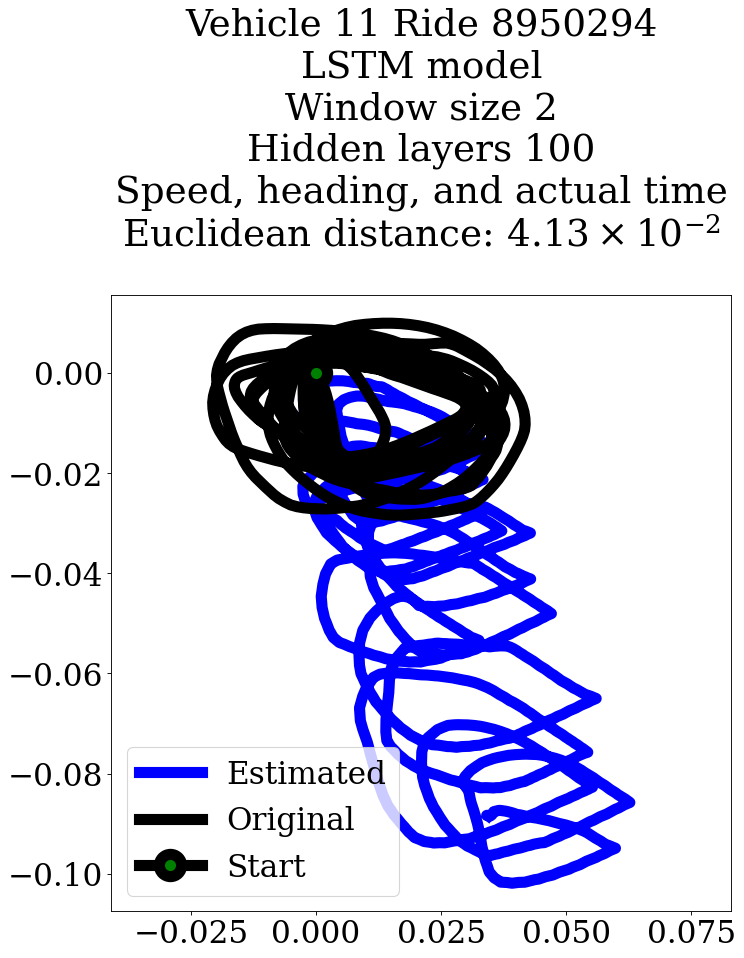 Vehicle 11 Ride 8950294
LSTM model
Window size 2
Hidden layers 100
Speed, heading, and actual time
Euclidean distance: 4.13 × 10⁻²
0.00
−0.02
−0.04
−0.06
−0.08
−0.10
Estimated
Original
Start
−0.025 0.000 0.025 0.050 0.075